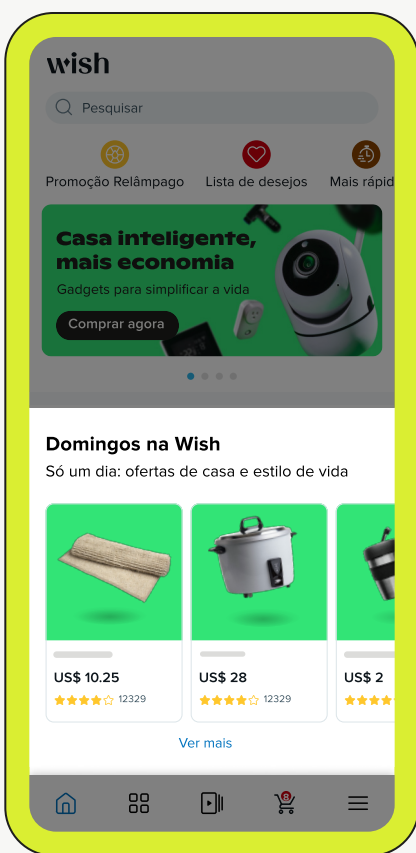 wish
Pesquisar
Promoção Relâmpago
Lista de desejos
Mais rápid
Casa inteligente,
mais economia
Gadgets para simplificar a vida
Comprar agora
Domingos na Wish
Só um dia: ofertas de casa e estilo de vida
US$ 10.25
12329
US$ 28
12329
US$ 2
Ver mais
8